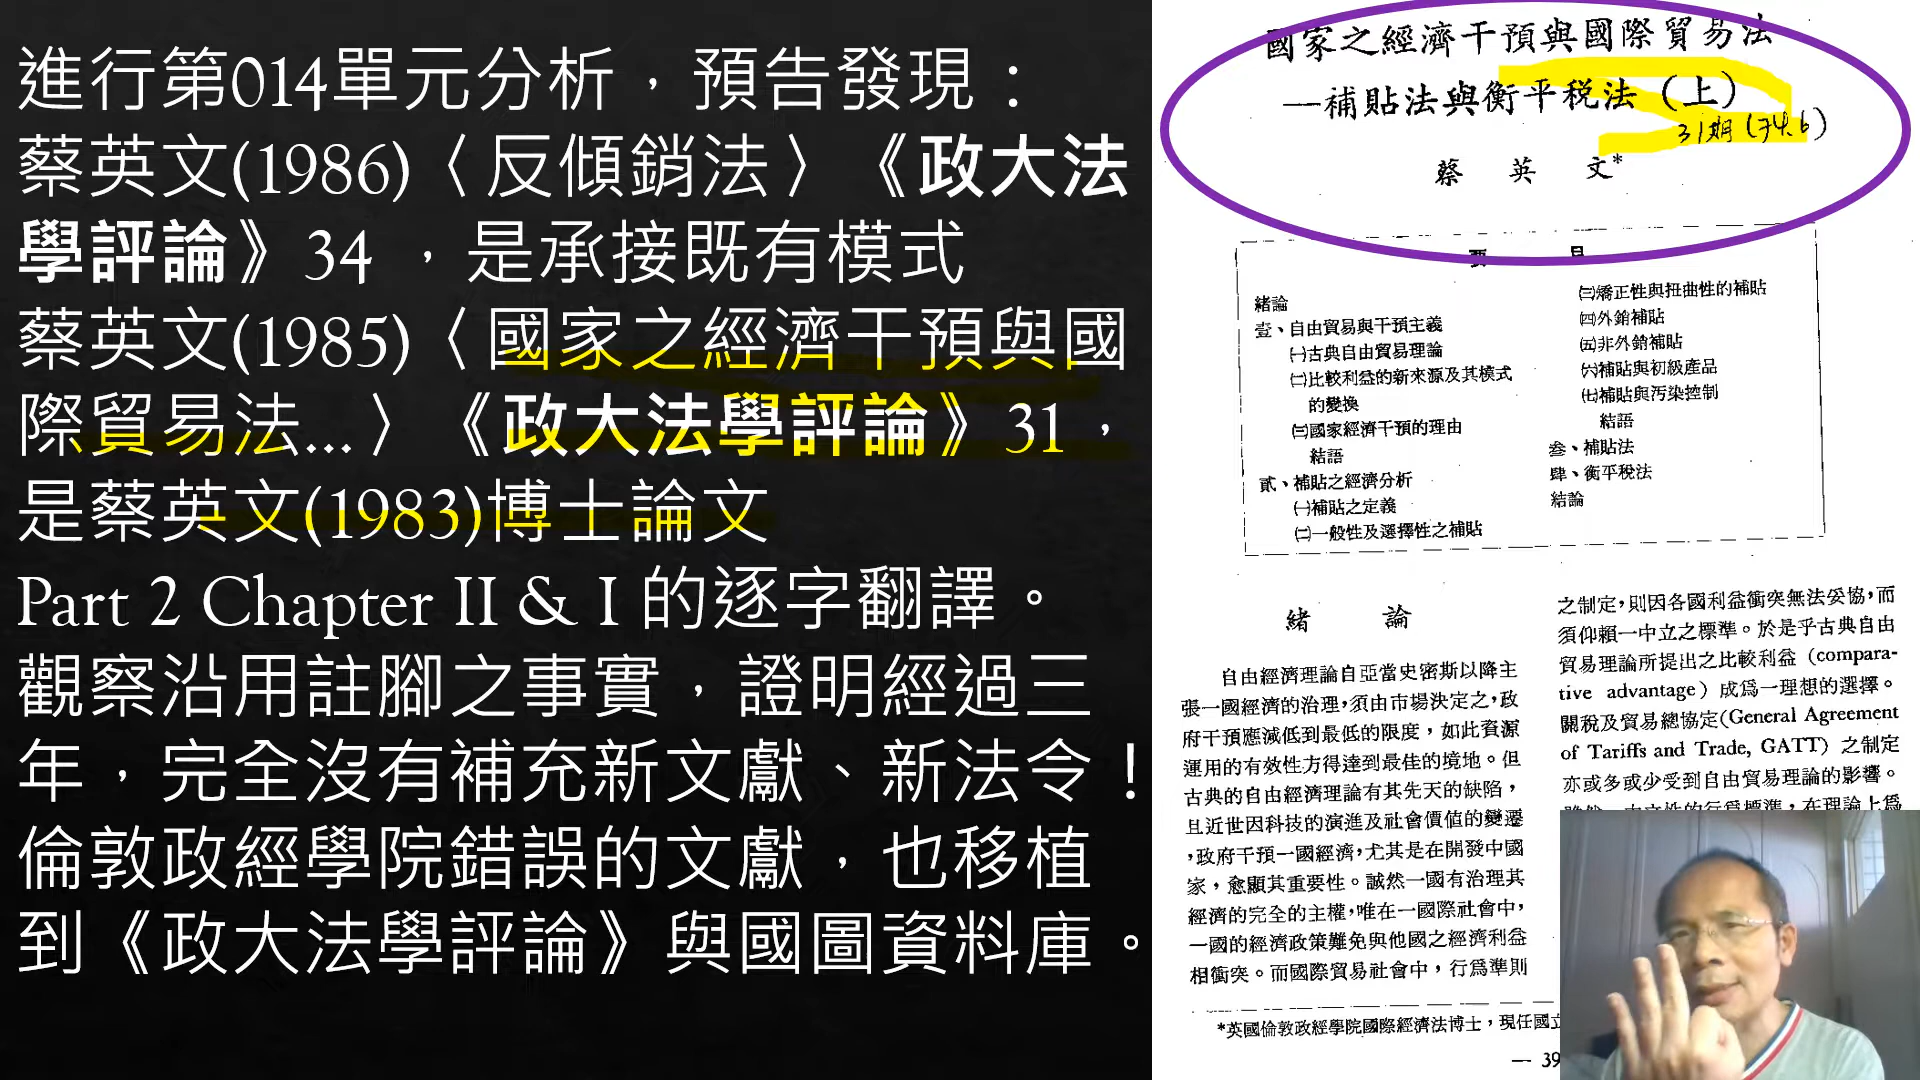 進行第014單元分析，預告發現：
蔡英文(1986)〈反傾銷法〉《政大法
學評論》34 ，是承接既有模式
蔡英文(1985)〈國家之經濟干預與國
際貿易法...〉《政大法學評論》31，
是蔡英文(1983)博士論文
Part 2 Chapter II & I 的逐字翻譯。
觀察沿用註腳之事實，證明經過三
年，完全沒有補充新文獻、新法令！
倫敦政經學院錯誤的文獻，也移植
到《政大法學評論》與國圖資料庫。
國家之經濟干預與國際貿易法
—補貼法與衡平稅法（上）
31期（74.6）
蔡 英 文*
要 目
緒論
壹、自由貿易與干預主義
㈠古典自由貿易理論
㈡比較利益的新來源及其模式
的變換
㈢國家經濟干預的理由
結語
貳、補貼之經濟分析
㈠補貼之定義
㈡一般性及選擇性之補貼
㈢矯正性與扭曲性的補貼
㈣外銷補貼
㈤非外銷補貼
㈥補貼與初級產品
㈦補貼與污染控制
結語
叁、補貼法
肆、衡平稅法
結論
緒 論
自由經濟理論自亞當史密斯以降主
張一國經濟的治理，須由市場決定之，政
府干預應減低到最低的限度，如此資源
運用的有效性方得達到最佳的境地。但
古典的自由經濟理論有其先天的缺陷，
且近世因科技的演進及社會價值的變遷
，政府干預一國經濟，尤其是在開發中國
家，愈顯其重要性。誠然一國有治理其
經濟的完全的主權，唯在一國際社會中，
一國的經濟政策難免與他國之經濟利益
相衝突。而國際貿易社會中，行為準則
之制定，則因各國利益衝突無法妥協，而
須仰賴一中立之標準。於是乎古典自由
貿易理論所提出之比較利益 (compara-
tive advantage) 成為一理想的選擇。
關稅及貿易總協定(General Agreement
of Tariffs and Trade, GATT) 之制定
亦或多或少受到自由貿易理論的影響。
中立性的行為標準，在理論上為
*英國倫敦政經學院國際經濟法博士，現任國立
— 39